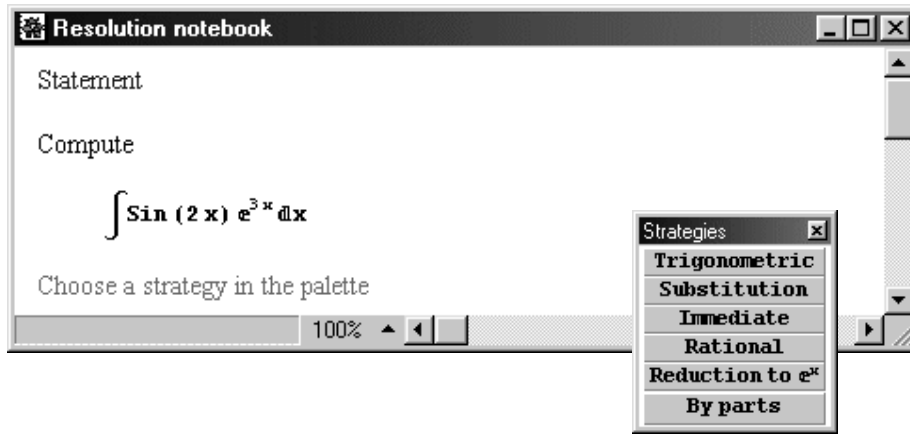 Resolution notebook
Statement
Compute
∫Sin (2 x) ⅇ^{3 x} ⅆx
Choose a strategy in the palette
100%
Strategies
Trigonometric
Substitution
Immediate
Rational
Reduction to ⅇ^x
By parts